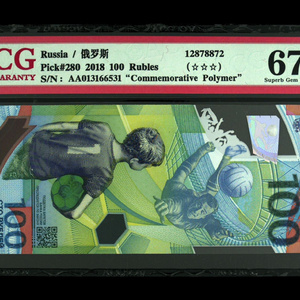 CG
ARANTY
Russia / 俄罗斯
12878872
67
Pick#280 2018 100 Rubles
(☆☆☆)
Superb Gem
S/N: AA013166531 "Commemorative Polymer"
100
100